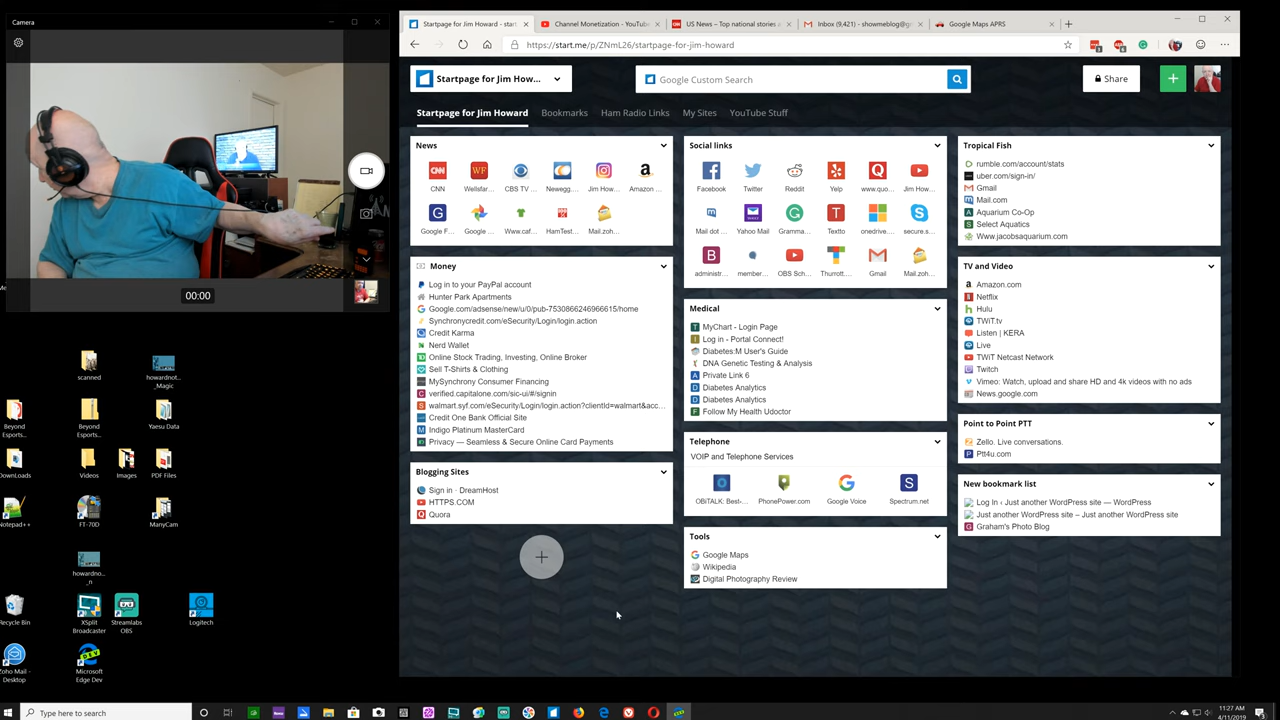 Camera
00:00
scanned
howardnot... _Magic
Beyond Esports...
Beyond Esports...
Yaesu Data
DownLoads
Videos
Images
PDF Files
Notepad++
FT-70D
ManyCam
howardno... _n
Recycle Bin
XSplit Broadcaster
Streamlabs OBS
Logitech
Zoho Mail - Desktop
Microsoft Edge Dev
Startpage for Jim Howard - start
Channel Monetization - YouTube
US News – Top national stories a
Inbox (9,421) - showmeblog@g
Google Maps APRS
https://start.me/p/ZNmL26/startpage-for-jim-howard
Startpage for Jim How...
Google Custom Search
Share
Startpage for Jim Howard
Bookmarks
Ham Radio Links
My Sites
YouTube Stuff
News
CNN
Wellsfar...
CBS TV ...
Newegg...
Jim How...
Amazon ...
Google F...
Google ...
Www.caf...
HamTest...
Mail.zoh...
Money
Log in to your PayPal account
Hunter Park Apartments
Google.com/adsense/new/u/0/pub-7530866246966615/home
Synchronycredit.com/eSecurity/Login/login.action
Credit Karma
Nerd Wallet
Online Stock Trading, Investing, Online Broker
Sell T-Shirts & Clothing
MySynchrony Consumer Financing
verified.capitalone.com/sic-ui/#/signin
walmart.syf.com/eSecurity/Login/login.action?clientId=walmart&acc...
Credit One Bank Official Site
Indigo Platinum MasterCard
Privacy — Seamless & Secure Online Card Payments
Blogging Sites
Sign in · DreamHost
HTTPS.COM
Quora
Social links
Facebook
Twitter
Reddit
Yelp
www.quo...
Jim How...
Mail dot ...
Yahoo Mail
Gramma...
Textto
onedrive...
secure.s...
administr...
member...
OBS Sch...
Thurrott...
Gmail
Mail.zoh...
Medical
MyChart - Login Page
Log in - Portal Connect!
Diabetes:M User's Guide
DNA Genetic Testing & Analysis
Private Link 6
Diabetes Analytics
Diabetes Analytics
Follow My Health Udoctor
Telephone
VOIP and Telephone Services
OBiTALK: Best-...
PhonePower.com
Google Voice
Spectrum.net
Tools
Google Maps
Wikipedia
Digital Photography Review
Tropical Fish
rumble.com/account/stats
uber.com/sign-in/
Gmail
Mail.com
Aquarium Co-Op
Select Aquatics
Www.jacobsaquarium.com
TV and Video
Amazon.com
Netflix
Hulu
TWiT.tv
Listen | KERA
Live
TWiT Netcast Network
Twitch
Vimeo: Watch, upload and share HD and 4k videos with no ads
News.google.com
Point to Point PTT
Zello. Live conversations.
Ptt4u.com
New bookmark list
Log In ‹ Just another WordPress site — WordPress
Just another WordPress site – Just another WordPress site
Graham's Photo Blog
Type here to search
11:27 AM
4/11/2019